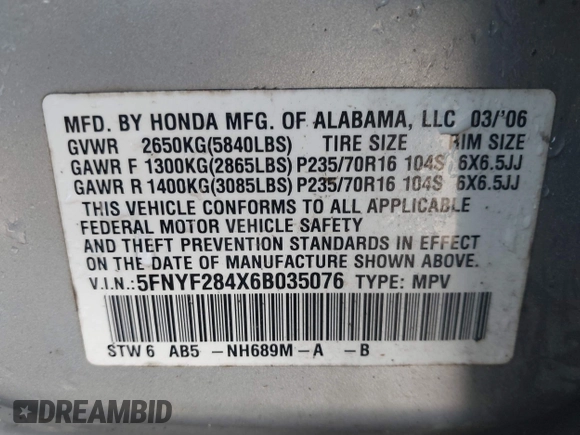 MFD. BY HONDA MFG. OF ALABAMA, LLC 03/'06
GVWR 2650KG(5840LBS) TIRE SIZE RIM SIZE
GAWR F 1300KG(2865LBS) P235/70R16 104S 16X6.5JJ
GAWR R 1400KG(3085LBS) P235/70R16 104S 16X6.5JJ
THIS VEHICLE CONFORMS TO ALL APPLICABLE
FEDERAL MOTOR VEHICLE SAFETY
AND THEFT PREVENTION STANDARDS IN EFFECT
ON THE DATE OF MANUFACTURE SHOWN ABOVE.
V.I.N.: 5FNYF284X6B035076 TYPE: MPV
STW6 AB5 -NH689M-A -B
DREAMBID